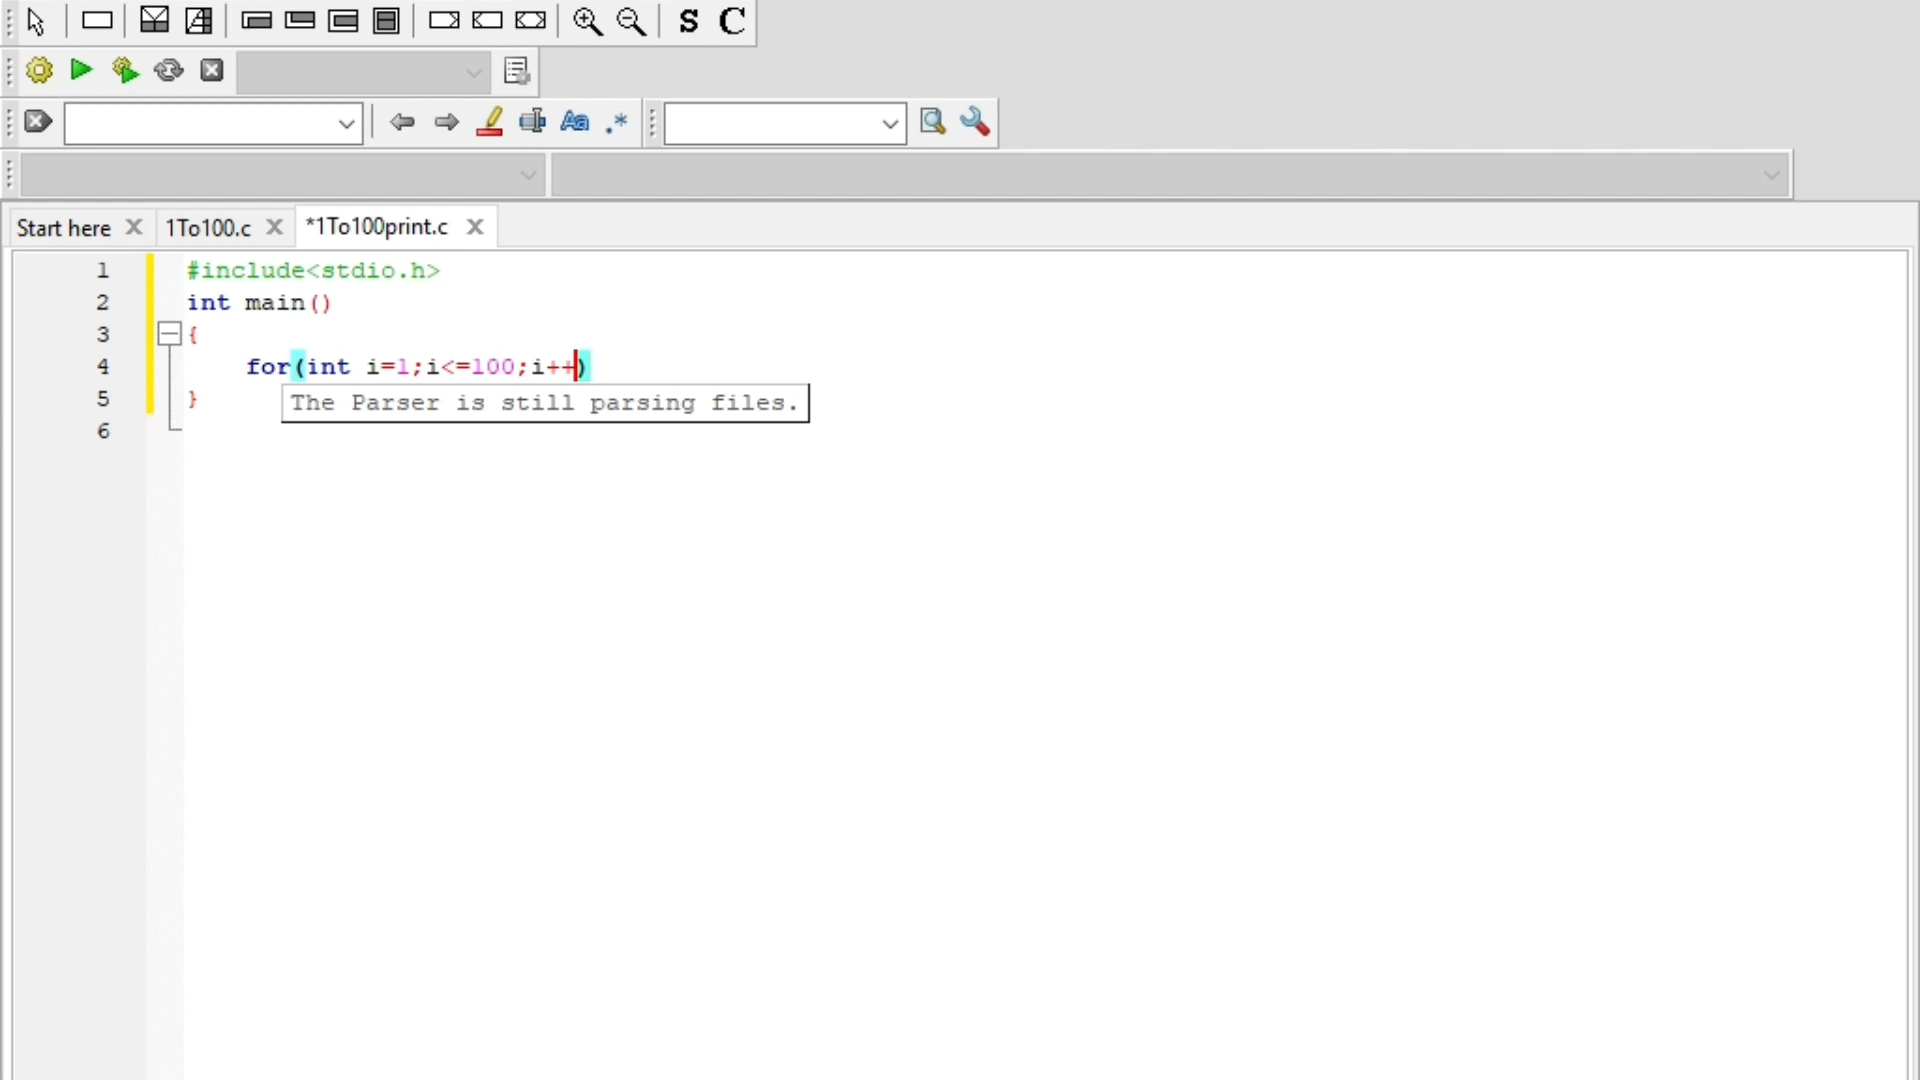 S C
Aa .*
Start here 1To100.c *1To100print.c
1 #include<stdio.h>
2 int main()
3 {
4 for(int i=1;i<=100;i++)
The Parser is still parsing files.
5 }
6